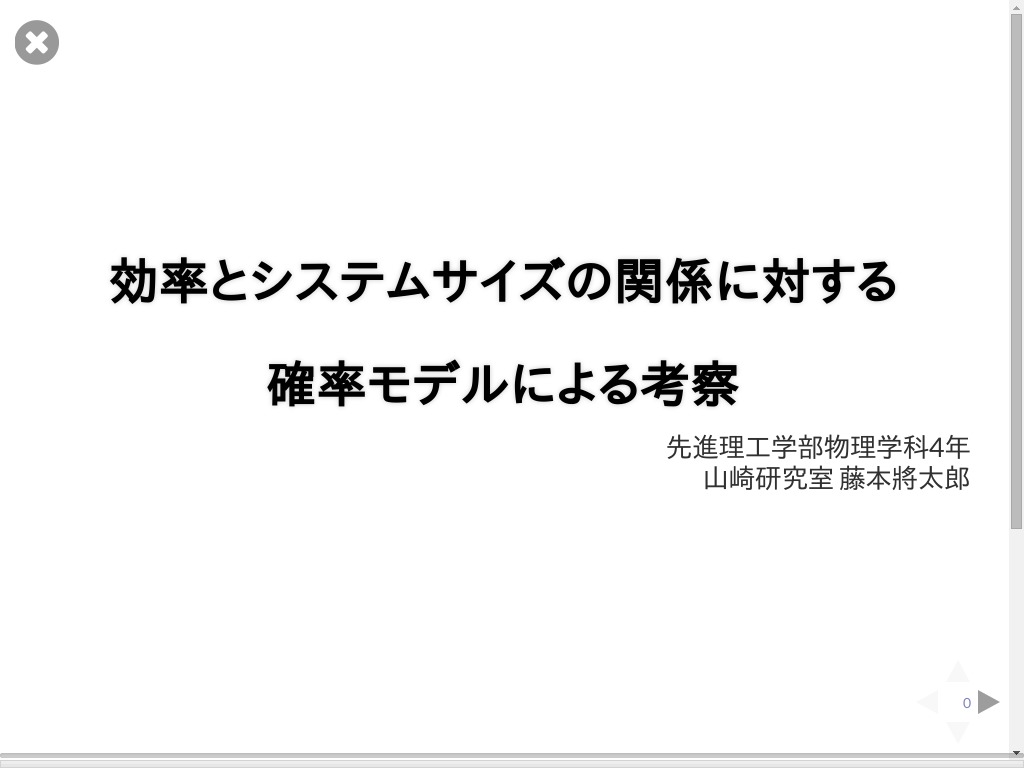 効率とシステムサイズの関係に対する
確率モデルによる考察
先進理工学部物理学科4年
山崎研究室 藤本將太郎
0